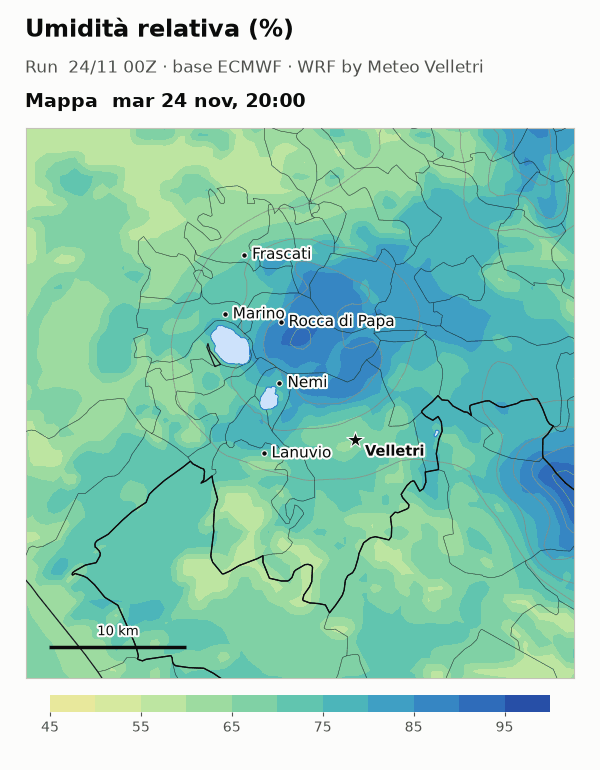 Umidità relativa (%)
Run  24/11 00Z · base ECMWF · WRF by Meteo Velletri
Mappa  mar 24 nov, 20:00
Frascati
Marino
Rocca di Papa
Nemi
Velletri
Lanuvio
10 km
45 55 65 75 85 95